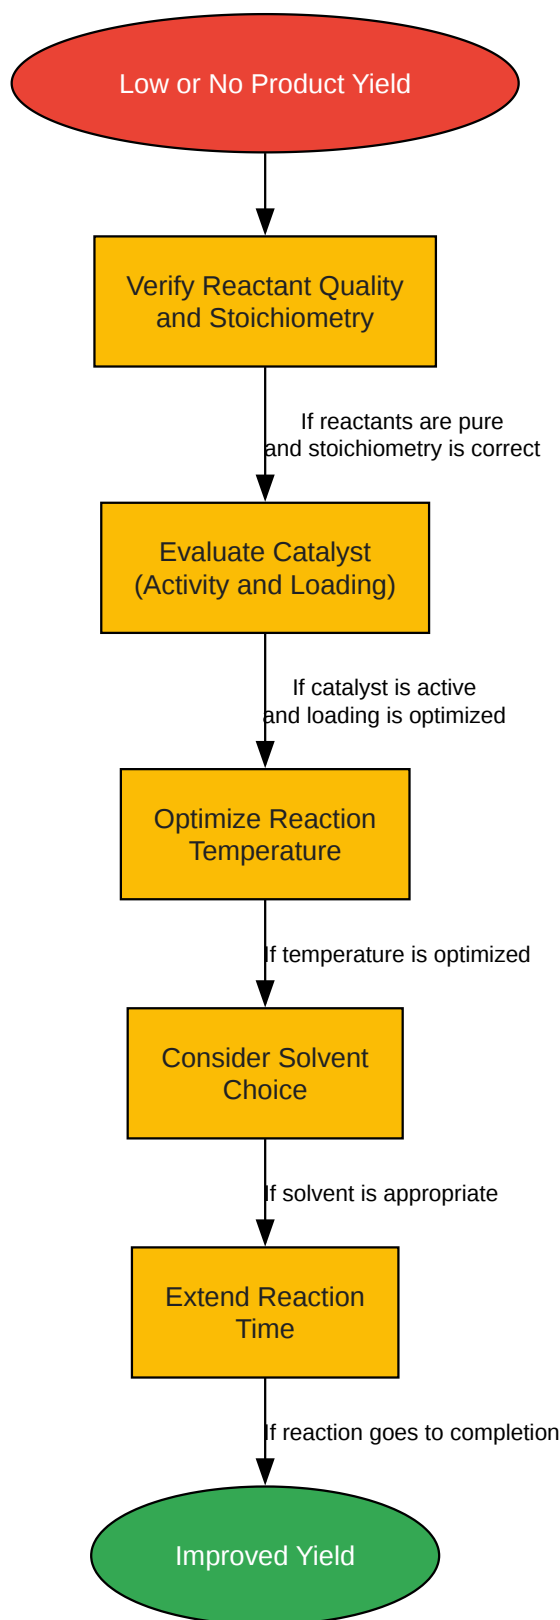 Low or No Product Yield
Verify Reactant Quality
and Stoichiometry
If reactants are pure
and stoichiometry is correct
Evaluate Catalyst
(Activity and Loading)
If catalyst is active
and loading is optimized
Optimize Reaction
Temperature
If temperature is optimized
Consider Solvent
Choice
If solvent is appropriate
Extend Reaction
Time
If reaction goes to completion
Improved Yield